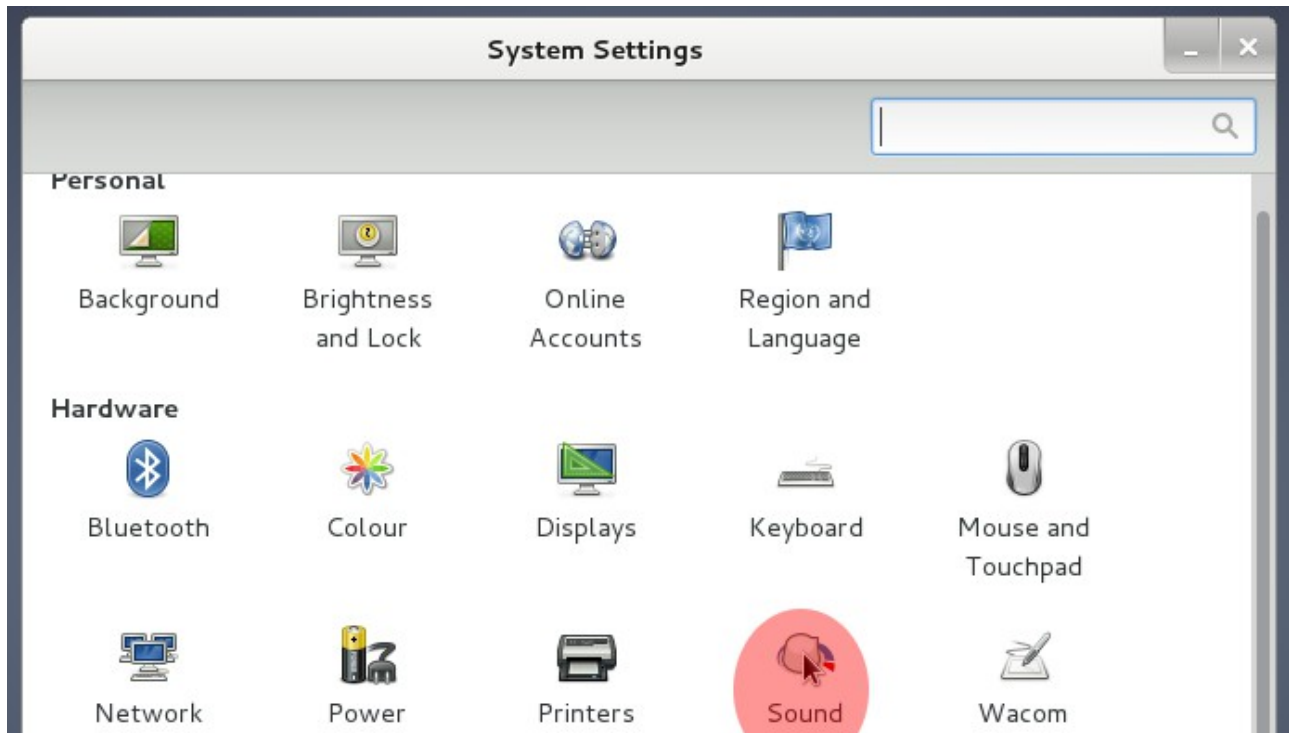 System Settings
Personal
Background
Brightness
and Lock
Online
Accounts
Region and
Language
Hardware
Bluetooth
Colour
Displays
Keyboard
Mouse and
Touchpad
Network
Power
Printers
Sound
Wacom